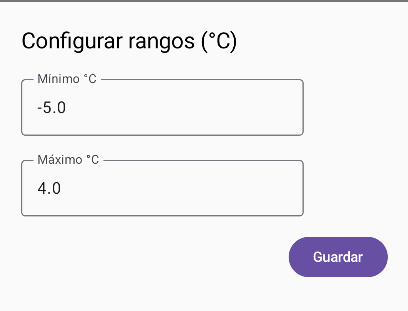 Configurar rangos (°C)
Mínimo °C
-5.0
Máximo °C
4.0
Guardar